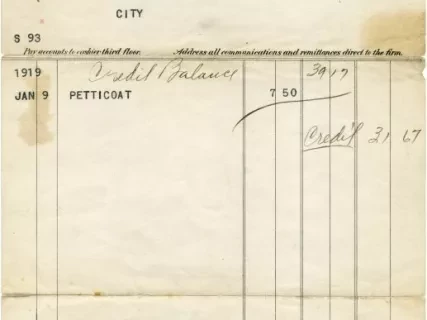 CITY
S 93
Pay accounts to cashier third floor. Address all communications and remittances direct to the firm.
1919 Credit Balance 39 17
JAN 9 PETTICOAT 7 50
Credit 31 67